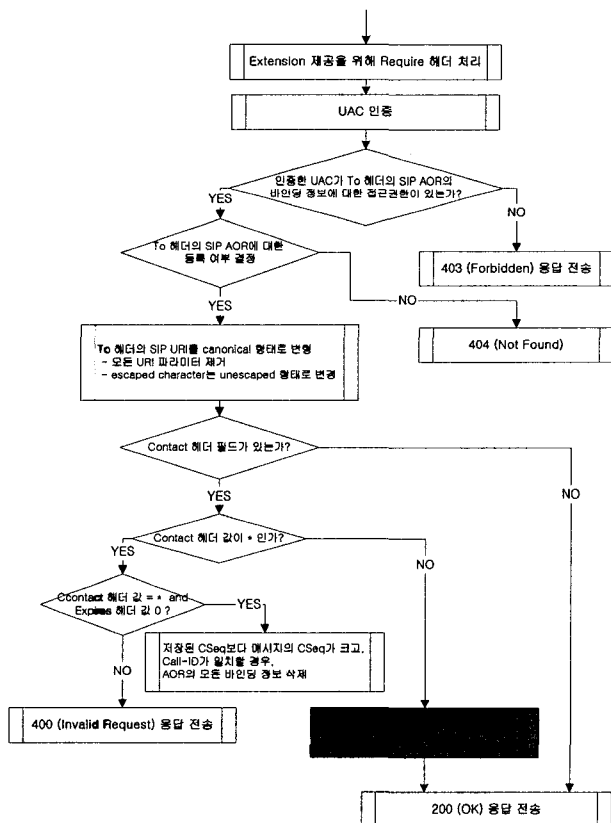 Extension 제공을 위해 Require 헤더 처리
UAC 인증
인증한 UAC가 To 헤더의 SIP AOR의
바인딩 정보에 대한 접근권한이 있는가?
YES
NO
To 헤더의 SIP AOR에 대한
등록 여부 결정
403 (Forbidden) 응답 전송
YES
NO
404 (Not Found)
To 헤더의 SIP URI를 canonical 형태로 변형
- 모든 URI 파라미터 제거
- escaped character는 unescaped 형태로 변경
Contact 헤더 필드가 있는가?
YES
NO
Contact 헤더 값이 * 인가?
YES
NO
Ccontact 헤더 값 = * and
Expires 헤더 값 0 ?
YES
저장된 CSeq보다 메시지의 CSeq가 크고,
Call-ID가 일치할 경우,
AOR의 모든 바인딩 정보 삭제
NO
400 (Invalid Request) 응답 전송
200 (OK) 응답 전송